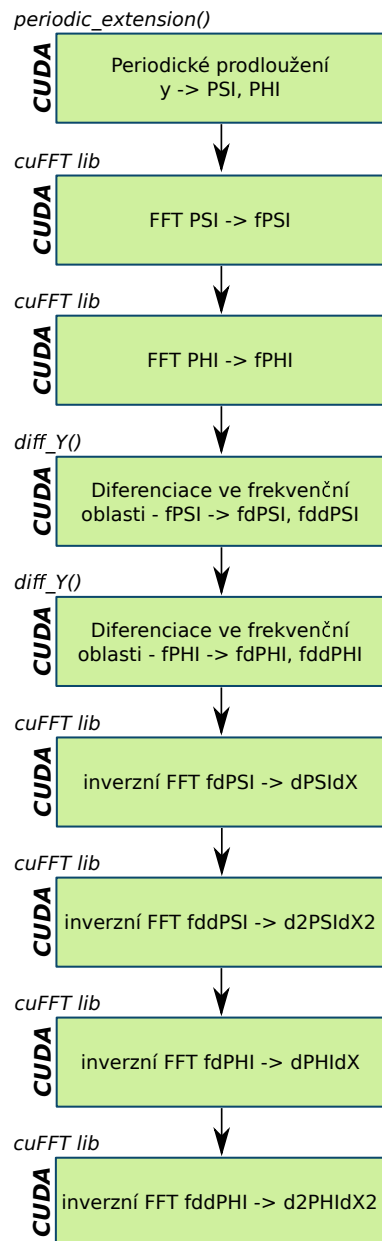 periodic_extension()
CUDA
Periodické prodloužení
y -> PSI, PHI
cuFFT lib
CUDA
FFT PSI -> fPSI
cuFFT lib
CUDA
FFT PHI -> fPHI
diff_Y()
CUDA
Diferenciace ve frekvenční
oblasti - fPSI -> fdPSI, fddPSI
diff_Y()
CUDA
Diferenciace ve frekvenční
oblasti - fPHI -> fdPHI, fddPHI
cuFFT lib
CUDA
inverzní FFT fdPSI -> dPSIdX
cuFFT lib
CUDA
inverzní FFT fddPSI -> d2PSIdX2
cuFFT lib
CUDA
inverzní FFT fdPHI -> dPHIdX
cuFFT lib
CUDA
inverzní FFT fddPHI -> d2PHIdX2